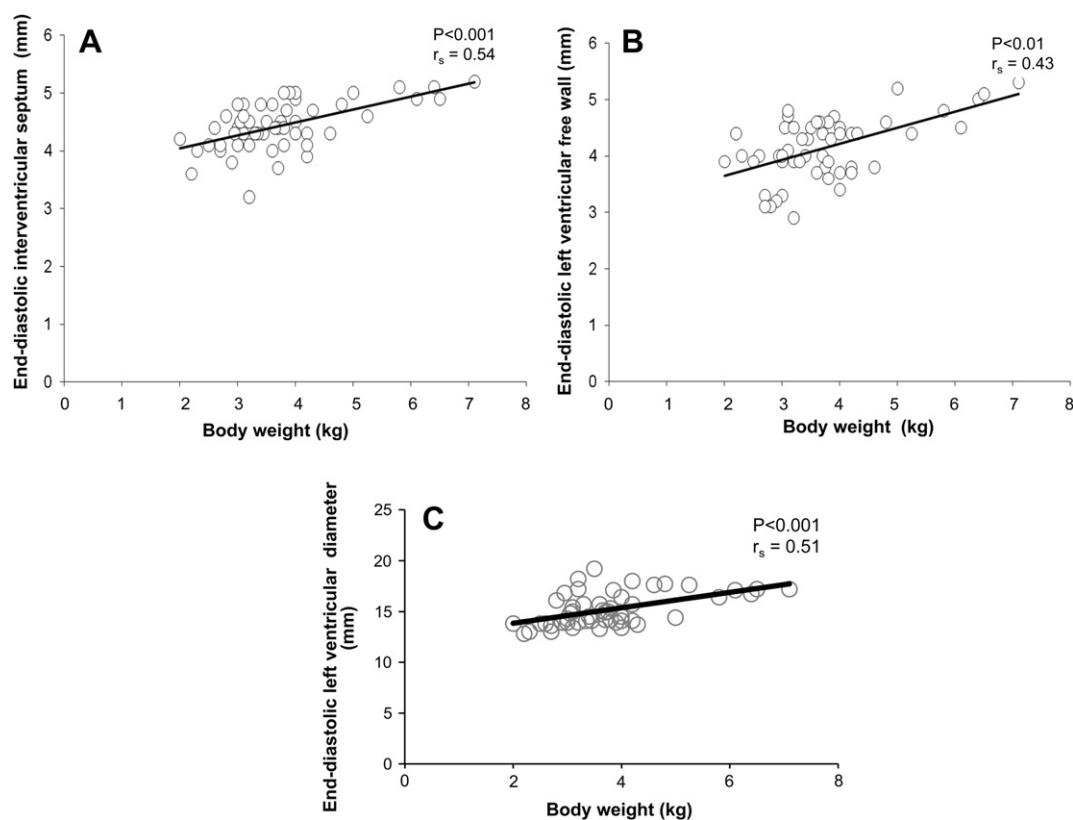 A
P<0.001
rs = 0.54
End-diastolic interventricular septum (mm)
6
5
4
3
2
1
0
0 1 2 3 4 5 6 7 8
Body weight (kg)
B
P<0.01
rs = 0.43
End-diastolic left ventricular free wall (mm)
6
5
4
3
2
1
0
0 1 2 3 4 5 6 7 8
Body weight (kg)
C
P<0.001
rs = 0.51
End-diastolic left ventricular diameter
(mm)
25
20
15
10
5
0
0 2 4 6 8
Body weight (kg)